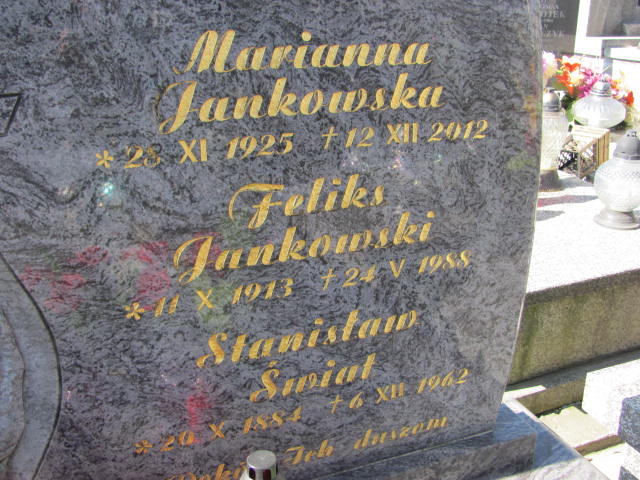 Marianna
Jankowska
* 28 XI 1925 † 12 XII 2012
Feliks
Jankowski
* 11 X 1913 † 24 V 1988
Stanisław
Świat
* 20 X 1884 † 6 XII 1962
Ich duszom